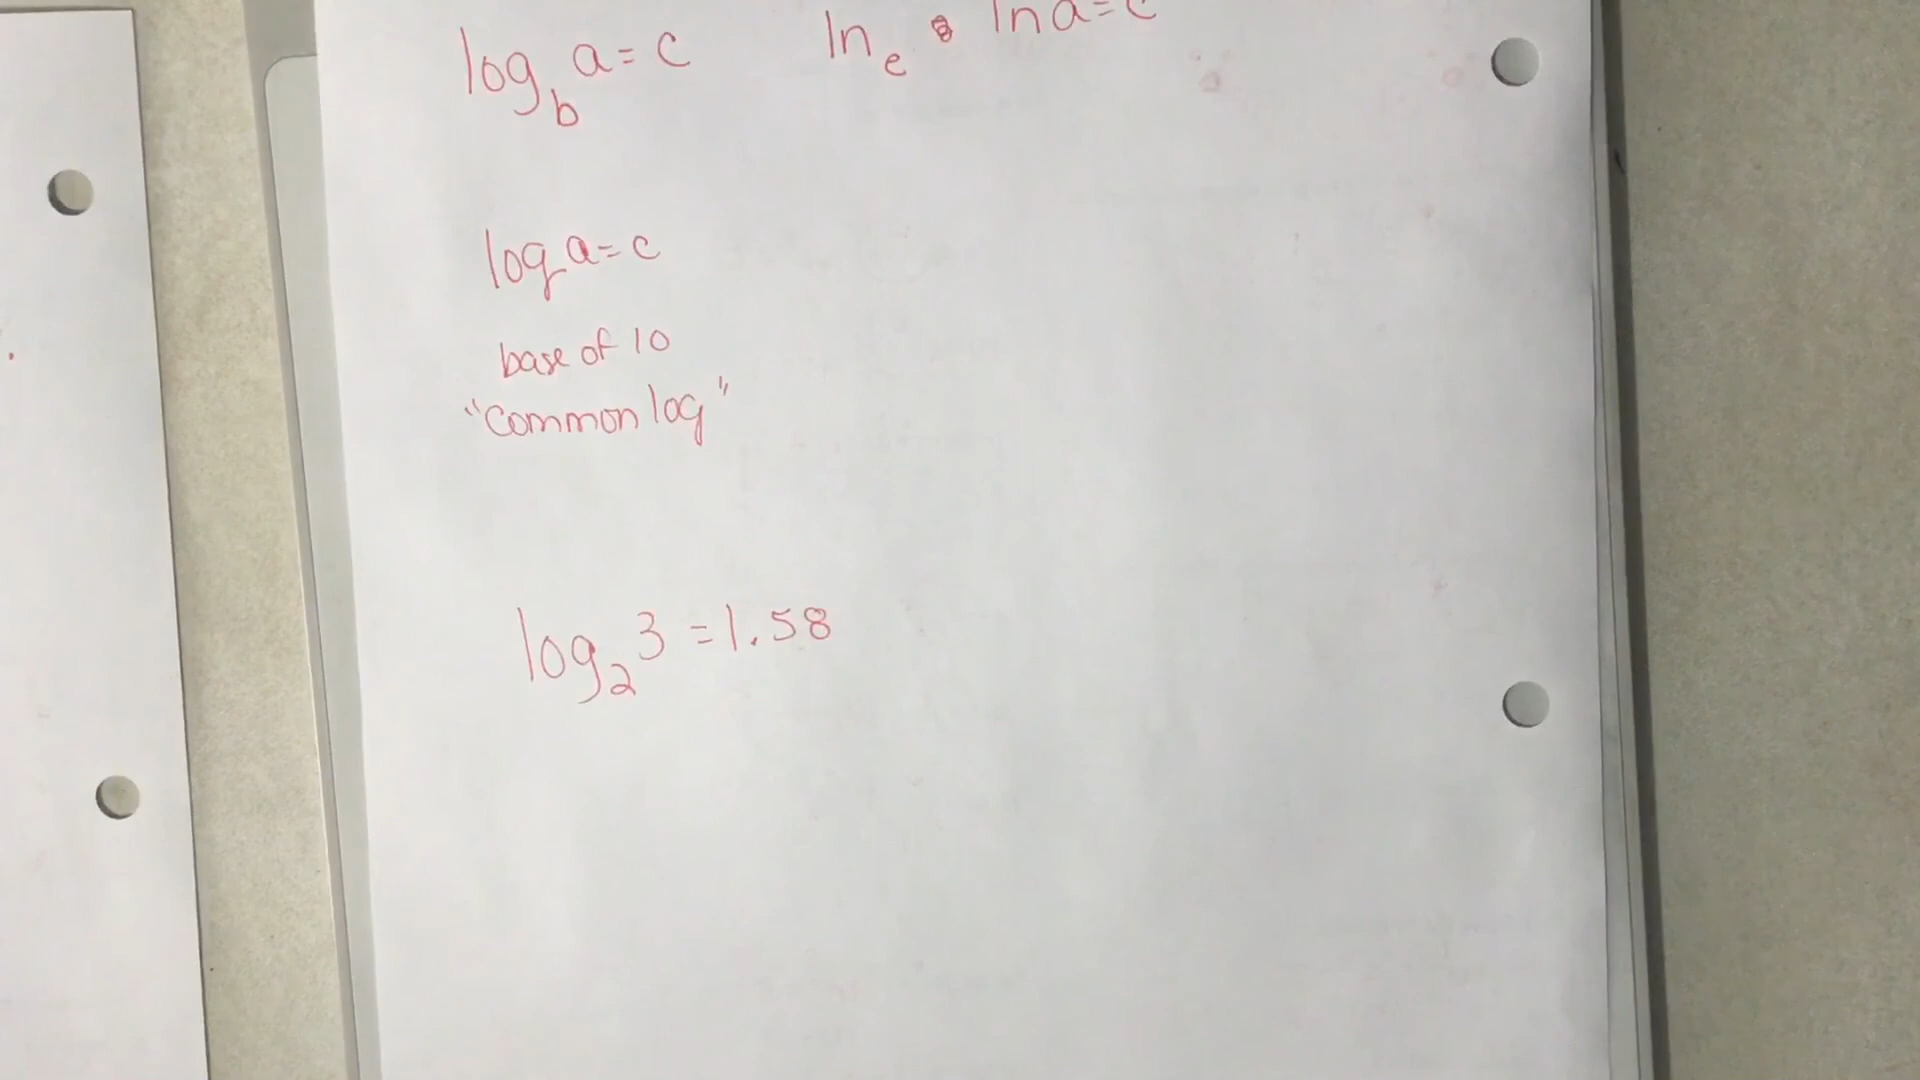 log_b a = c    ln_e    ln a = c
log a = c
base of 10
"common log"
log_2 3 = 1.58